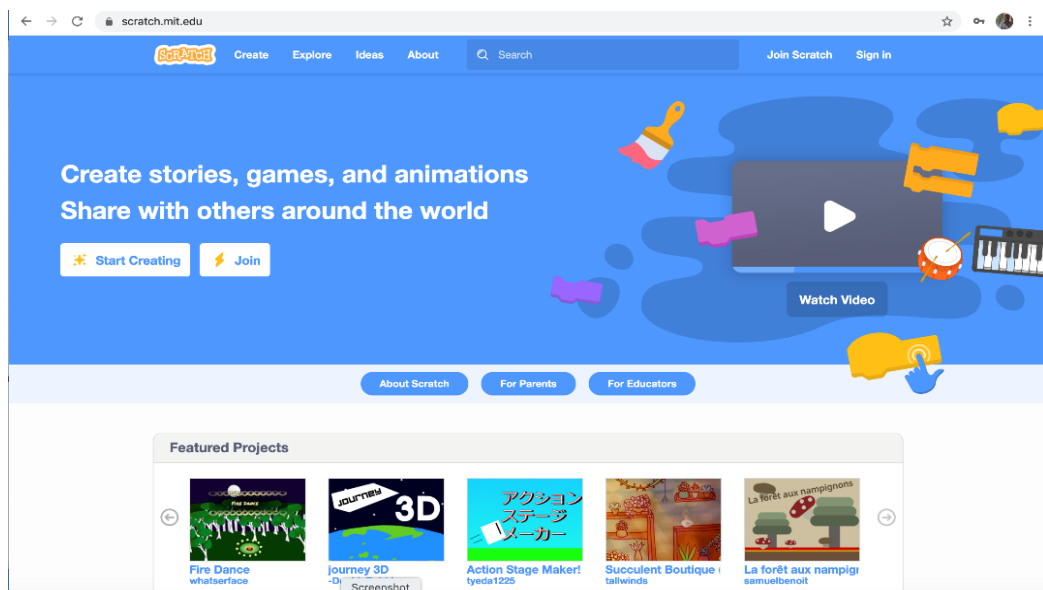 scratch.mit.edu
SCRATCH Create Explore Ideas About Search Join Scratch Sign in
Create stories, games, and animations
Share with others around the world
Start Creating Join
Watch Video
About Scratch For Parents For Educators
Featured Projects
FIRE DANCE
JOURNEY 3D
アクション
ステージ
メーカー
La forêt aux nampignons
Fire Dance journey 3D Action Stage Maker! Succulent Boutique La forêt aux nampigr
whatserface tyeda1225 tailwinds samuelbenoit
Screenshot